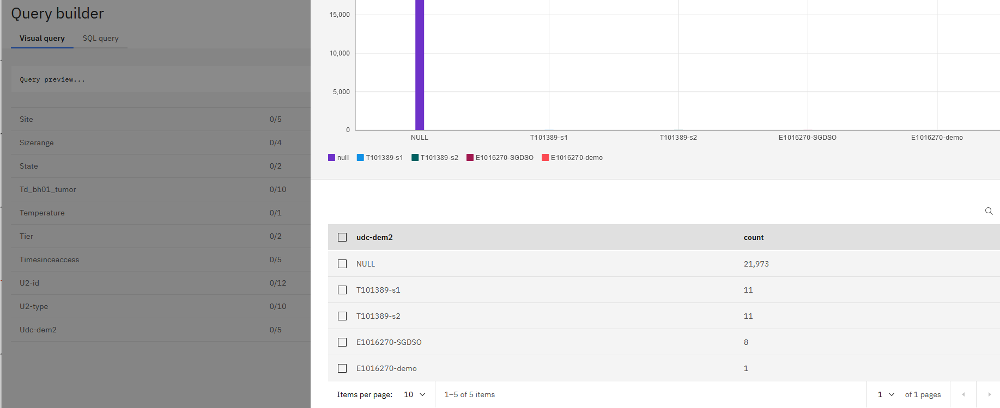 Query builder
Visual query SQL query
Query preview...
Site 0/5
Sizerange 0/4
State 0/2
Td_bh01_tumor 0/10
Temperature 0/1
Tier 0/2
Timesinceaccess 0/5
U2-id 0/12
U2-type 0/10
Udc-dem2 0/5
15,000
10,000
5,000
0
NULL T101389-s1 T101389-s2 E1016270-SGDSO E1016270-demo
null T101389-s1 T101389-s2 E1016270-SGDSO E1016270-demo
udc-dem2 count
NULL 21,973
T101389-s1 11
T101389-s2 11
E1016270-SGDSO 8
E1016270-demo 1
Items per page: 10 1–5 of 5 items 1 of 1 pages